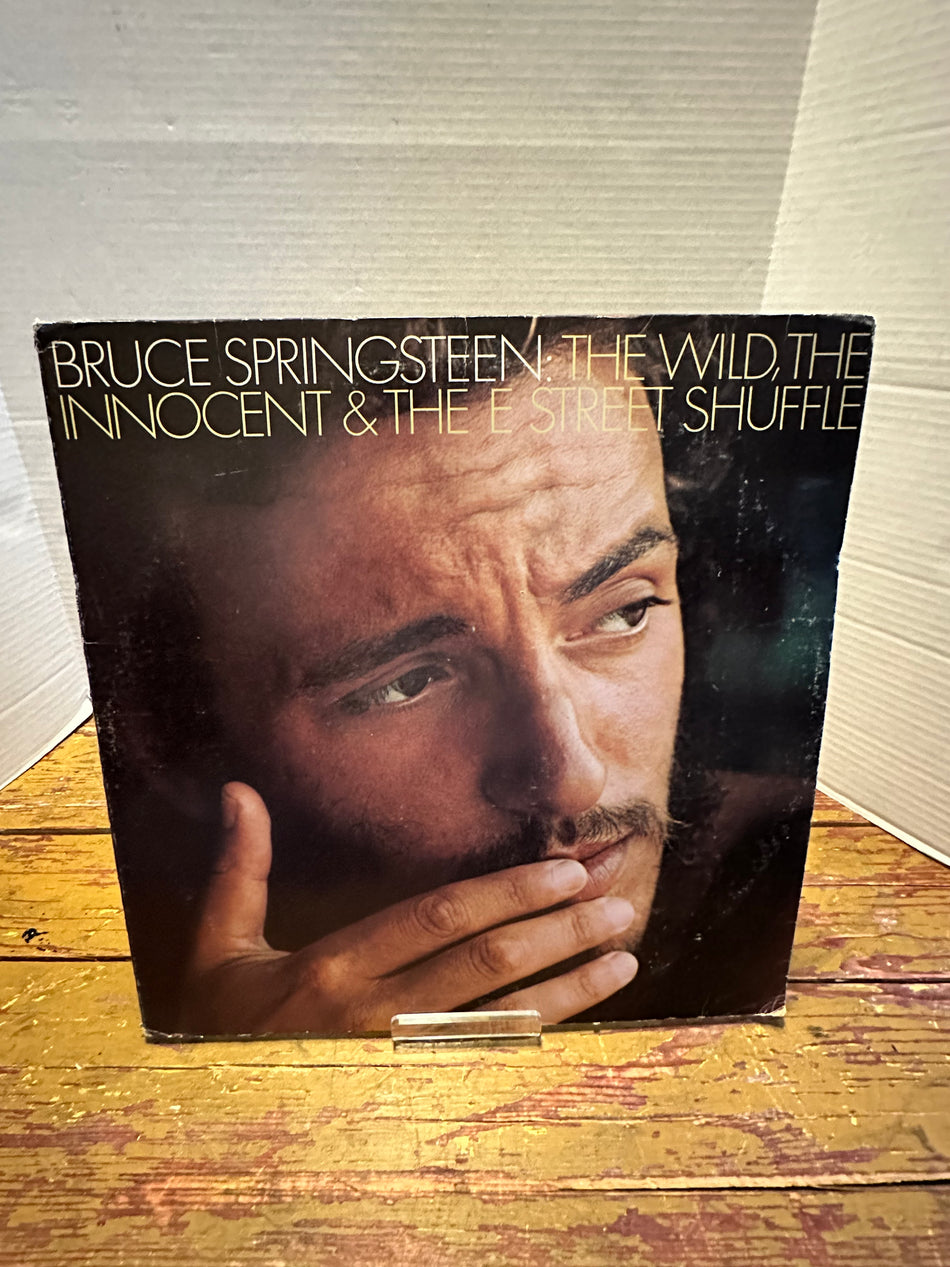 BRUCE SPRINGSTEEN: THE WILD, THE
INNOCENT & THE E STREET SHUFFLE